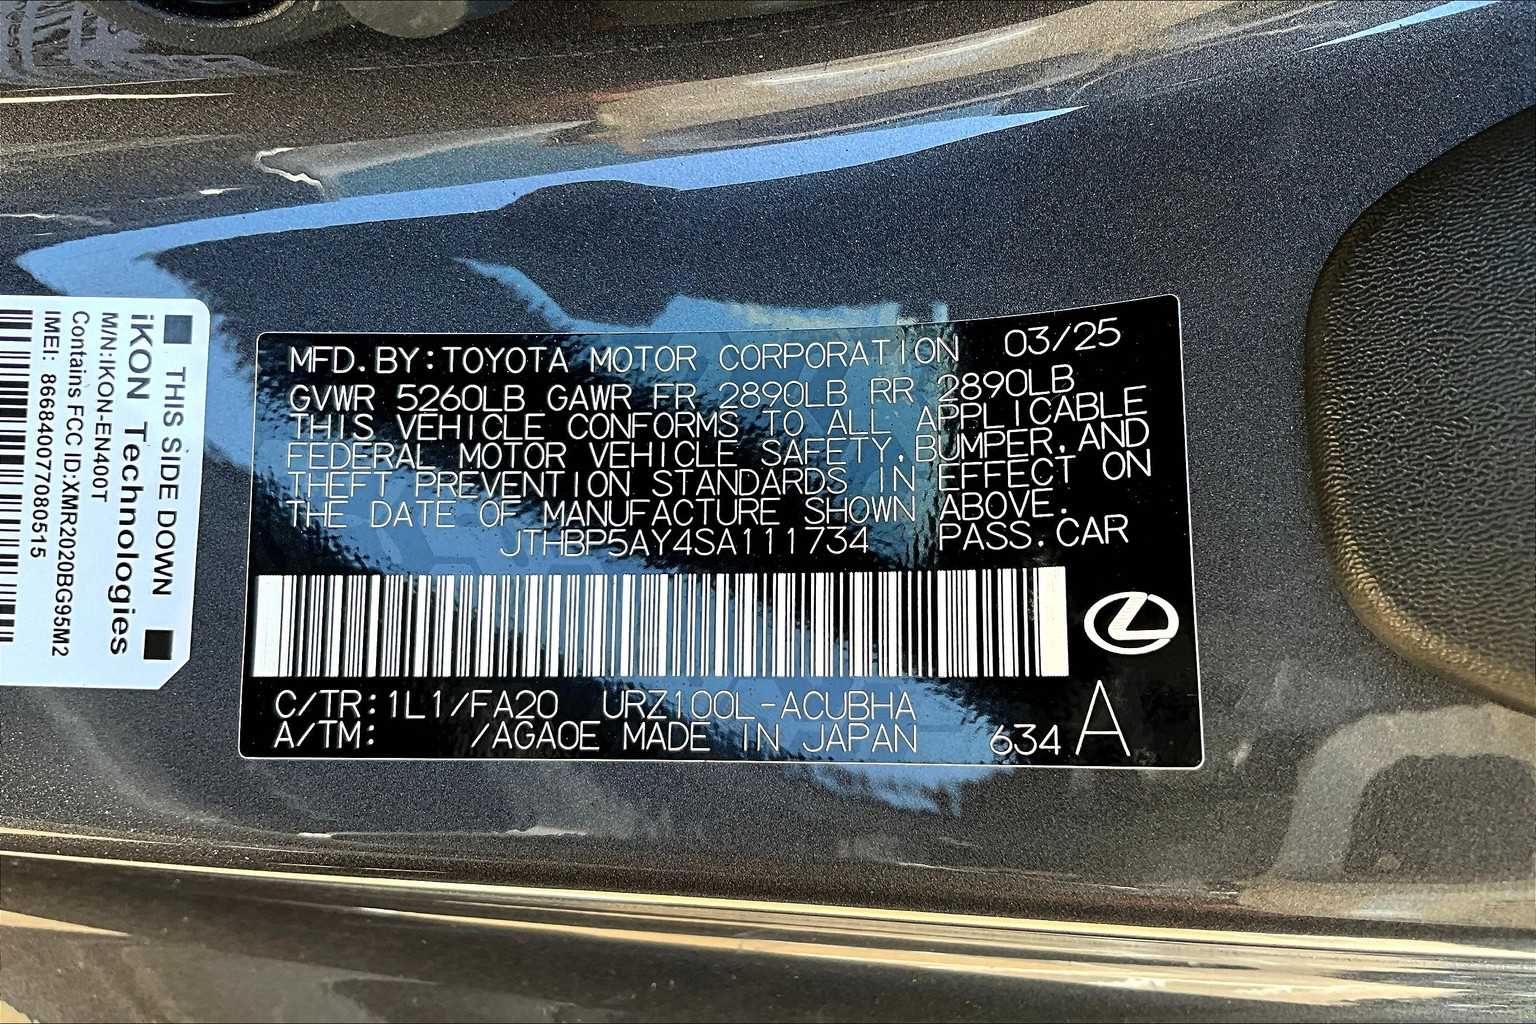 THIS SIDE DOWN
iKON Technologies
M/N:IKON-EN400T
Contains FCC ID:XMR2020BG95M2
IMEI: 866840077080515
MFD.BY:TOYOTA MOTOR CORPORATION 03/25
GVWR 5260LB GAWR FR 2890LB RR 2890LB
THIS VEHICLE CONFORMS TO ALL APPLICABLE
FEDERAL MOTOR VEHICLE SAFETY,BUMPER,AND
THEFT PREVENTION STANDARDS IN EFFECT ON
THE DATE OF MANUFACTURE SHOWN ABOVE.
JTHBP5AY4SA111734 PASS.CAR
C/TR:1L1/FA20 URZ100L-ACUBHA
A/TM: /AGAOE MADE IN JAPAN 634 A